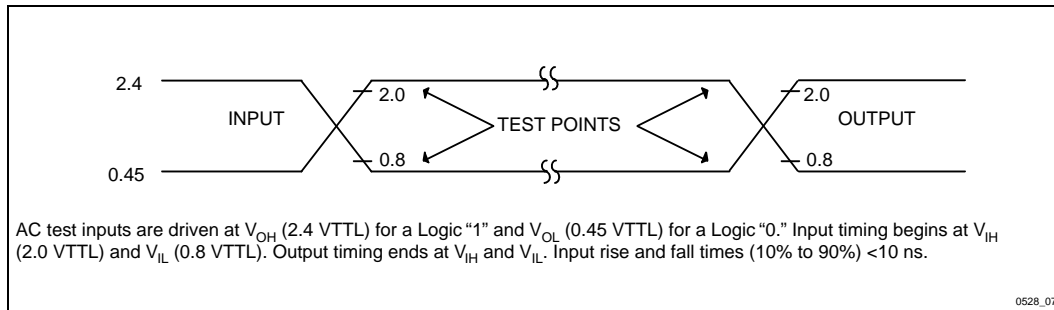 2.4
2.0
2.0
INPUT
TEST POINTS
OUTPUT
0.8
0.8
0.45
AC test inputs are driven at VOH (2.4 VTTL) for a Logic “1” and VOL (0.45 VTTL) for a Logic “0.” Input timing begins at VIH
(2.0 VTTL) and VIL (0.8 VTTL). Output timing ends at VIH and VIL. Input rise and fall times (10% to 90%) <10 ns.
0528_07